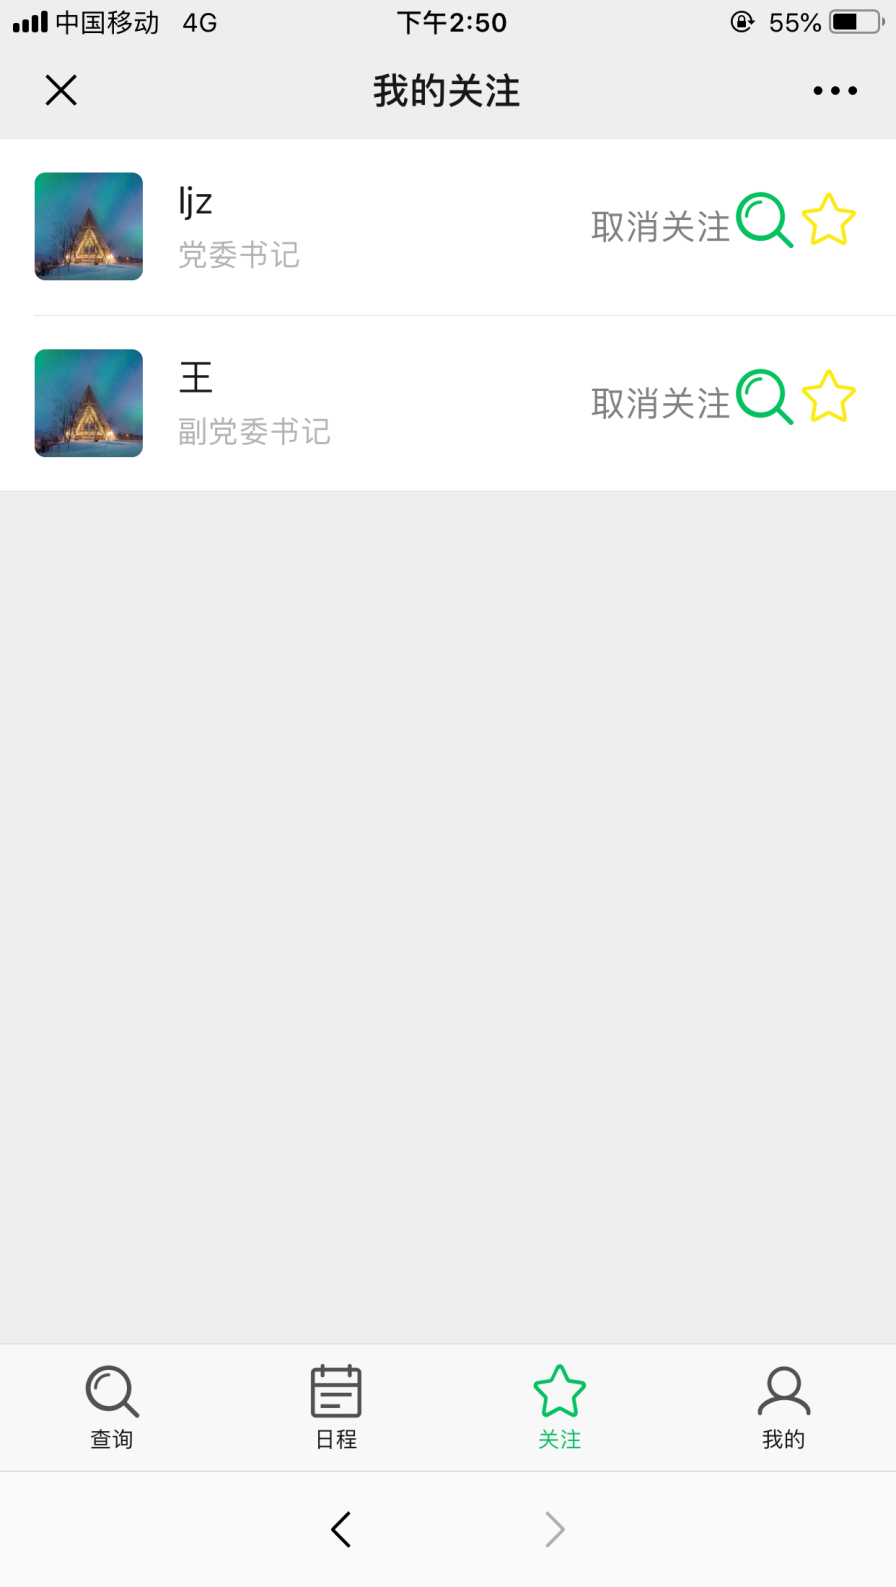 中国移动 4G 下午2:50 55%
我的关注
ljz
党委书记
取消关注
王
副党委书记
取消关注
查询 日程 关注 我的